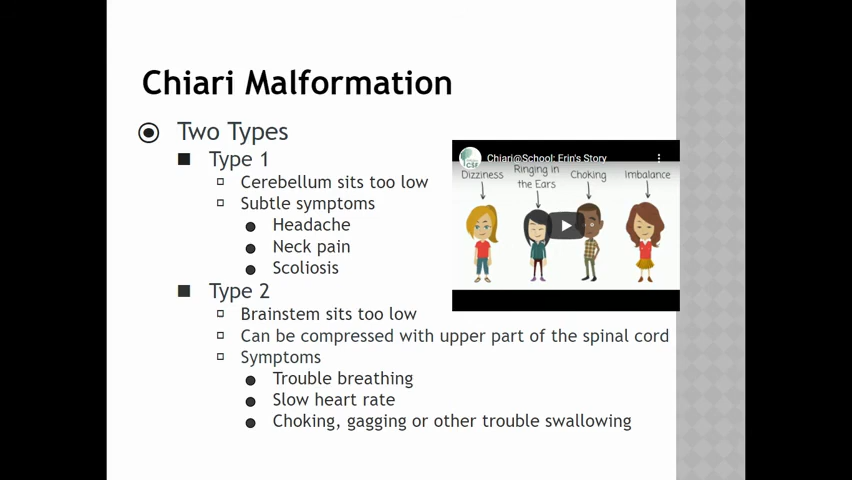 Chiari Malformation
Two Types
Type 1
Cerebellum sits too low
Subtle symptoms
Headache
Neck pain
Scoliosis
Type 2
Brainstem sits too low
Can be compressed with upper part of the spinal cord
Symptoms
Trouble breathing
Slow heart rate
Choking, gagging or other trouble swallowing
CSF
Chiari@School: Erin's Story
Dizziness
Ringing in
the Ears
Choking
Imbalance